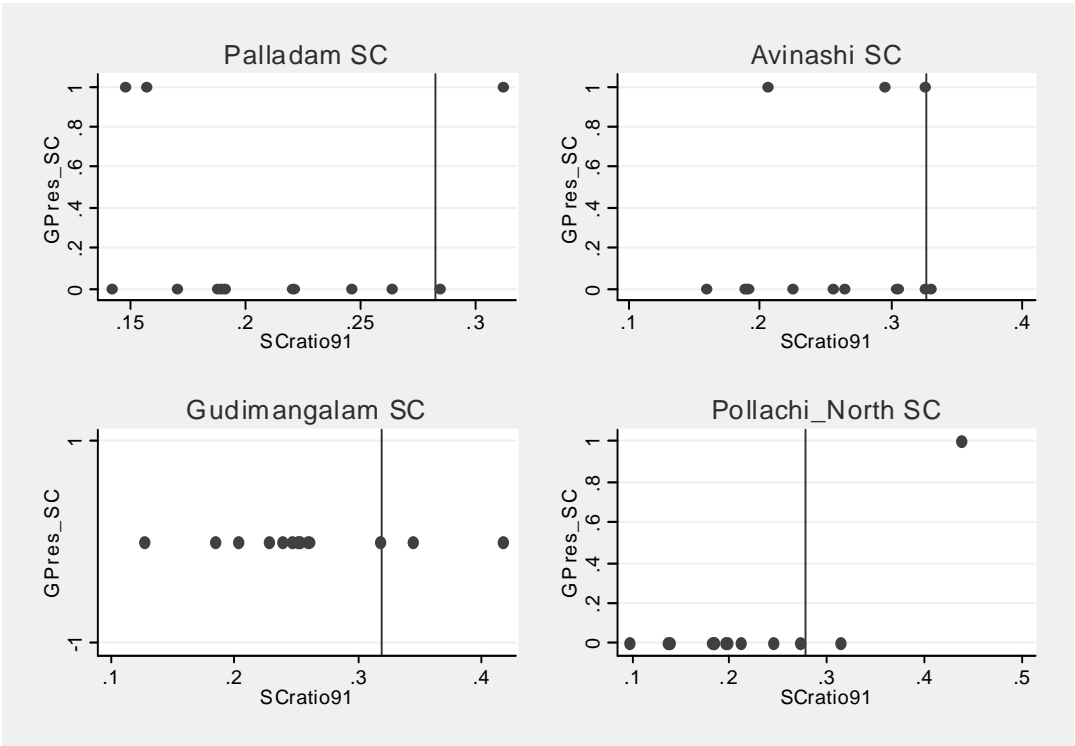 Palladam SC
GPres_SC
1
.8
.6
.4
.2
0
.15 .2 .25 .3
SCratio91
Avinashi SC
GPres_SC
1
.8
.6
.4
.2
0
.1 .2 .3 .4
SCratio91
Gudimangalam SC
GPres_SC
1
-1
.1 .2 .3 .4
SCratio91
Pollachi_North SC
GPres_SC
1
.8
.6
.4
.2
0
.1 .2 .3 .4 .5
SCratio91